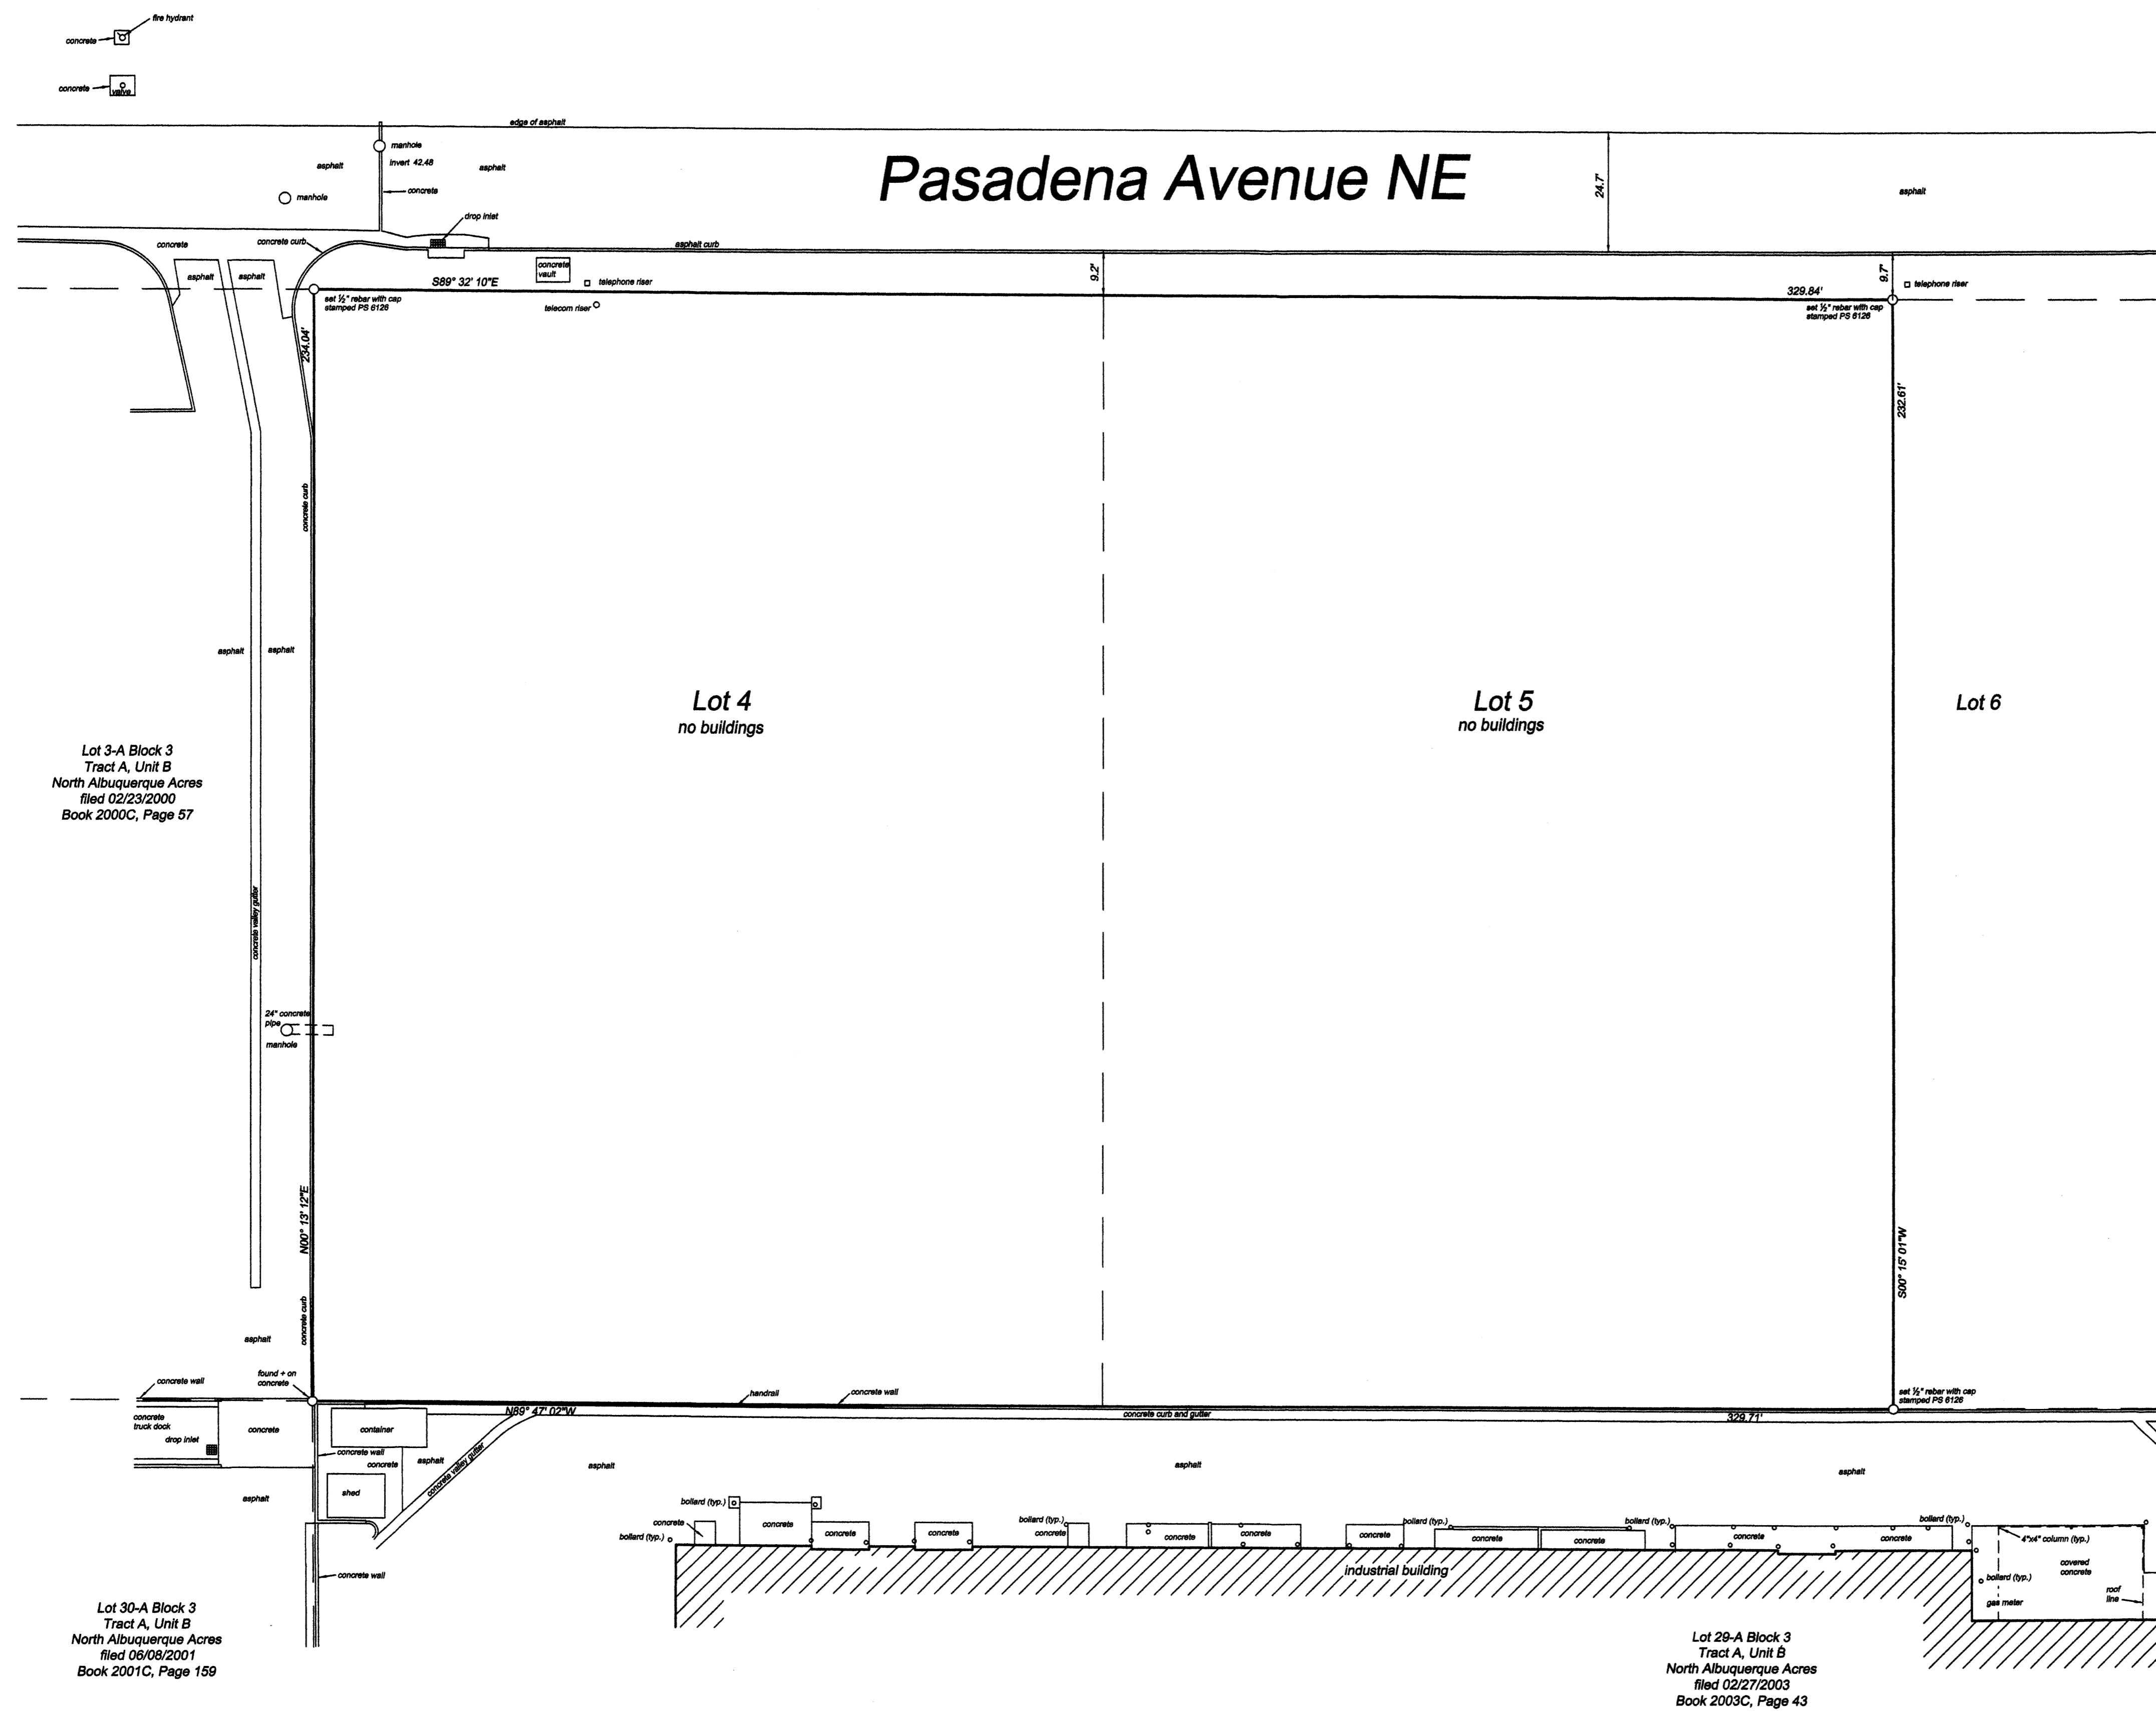 fire hydrant
concrete
concrete
valve
edge of asphalt
manhole
invert 42.48
asphalt
asphalt
Pasadena Avenue NE
24.7'
asphalt
concrete
manhole
drop inlet
concrete
concrete curb
asphalt curb
asphalt
asphalt
concrete
vault
9.2'
9.7'
S89° 32' 10"E
telephone riser
329.84'
telephone riser
set ½" rebar with cap
stamped PS 6126
telecom riser
set ½" rebar with cap
stamped PS 6126
234.04'
232.61'
concrete curb
asphalt
asphalt
Lot 4
no buildings
Lot 5
no buildings
Lot 6
Lot 3-A Block 3
Tract A, Unit B
North Albuquerque Acres
filed 02/23/2000
Book 2000C, Page 57
concrete valley gutter
24" concrete
pipe
manhole
N00° 13' 12"E
S00° 15' 01"W
concrete curb
asphalt
found + on
concrete
concrete wall
handrail
concrete wall
set ½" rebar with cap
stamped PS 6126
N89° 47' 02"W
concrete curb and gutter
329.71'
concrete
truck dock
drop inlet
concrete
container
concrete wall
concrete
asphalt
concrete valley gutter
asphalt
asphalt
asphalt
asphalt
shed
bollard (typ.)
concrete
bollard (typ.)
concrete
concrete
concrete
bollard (typ.)
concrete
concrete
concrete
concrete
bollard (typ.)
concrete
concrete
bollard (typ.)
concrete
concrete
bollard (typ.)
4"x4" column (typ.)
covered
concrete
bollard (typ.)
gas meter
roof
line
industrial building
concrete wall
Lot 30-A Block 3
Tract A, Unit B
North Albuquerque Acres
filed 06/08/2001
Book 2001C, Page 159
Lot 29-A Block 3
Tract A, Unit B
North Albuquerque Acres
filed 02/27/2003
Book 2003C, Page 43